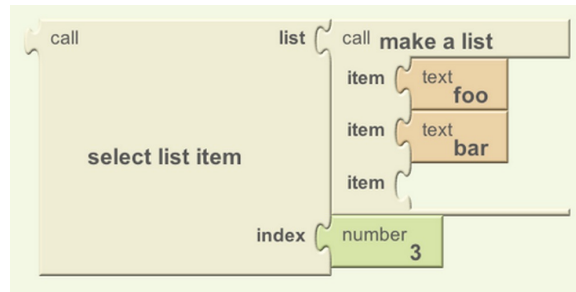 call list call make a list
item text
foo
item text
bar
select list item
item
index number
3